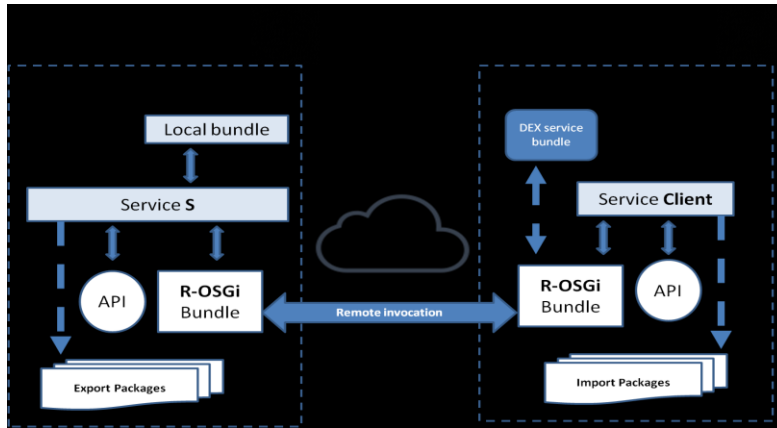 Local bundle
Service S
API
R-OSGi
Bundle
Export Packages
Remote invocation
DEX service
bundle
Service Client
R-OSGi
Bundle
API
Import Packages